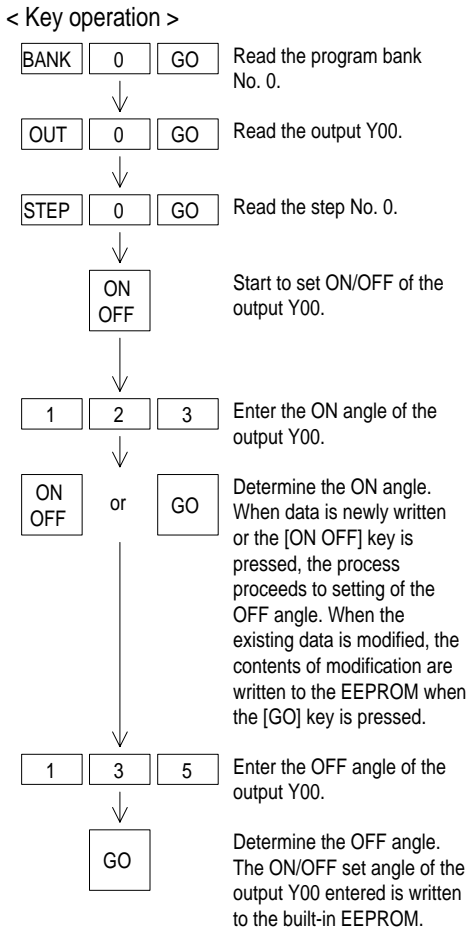 < Key operation >
BANK 0 GO Read the program bank
No. 0.
OUT 0 GO Read the output Y00.
STEP 0 GO Read the step No. 0.
ON
OFF
Start to set ON/OFF of the
output Y00.
1 2 3 Enter the ON angle of the
output Y00.
ON
OFF
or
GO
Determine the ON angle.
When data is newly written
or the [ON OFF] key is
pressed, the process
proceeds to setting of the
OFF angle. When the
existing data is modified, the
contents of modification are
written to the EEPROM when
the [GO] key is pressed.
1 3 5 Enter the OFF angle of the
output Y00.
GO
Determine the OFF angle.
The ON/OFF set angle of the
output Y00 entered is written
to the built-in EEPROM.